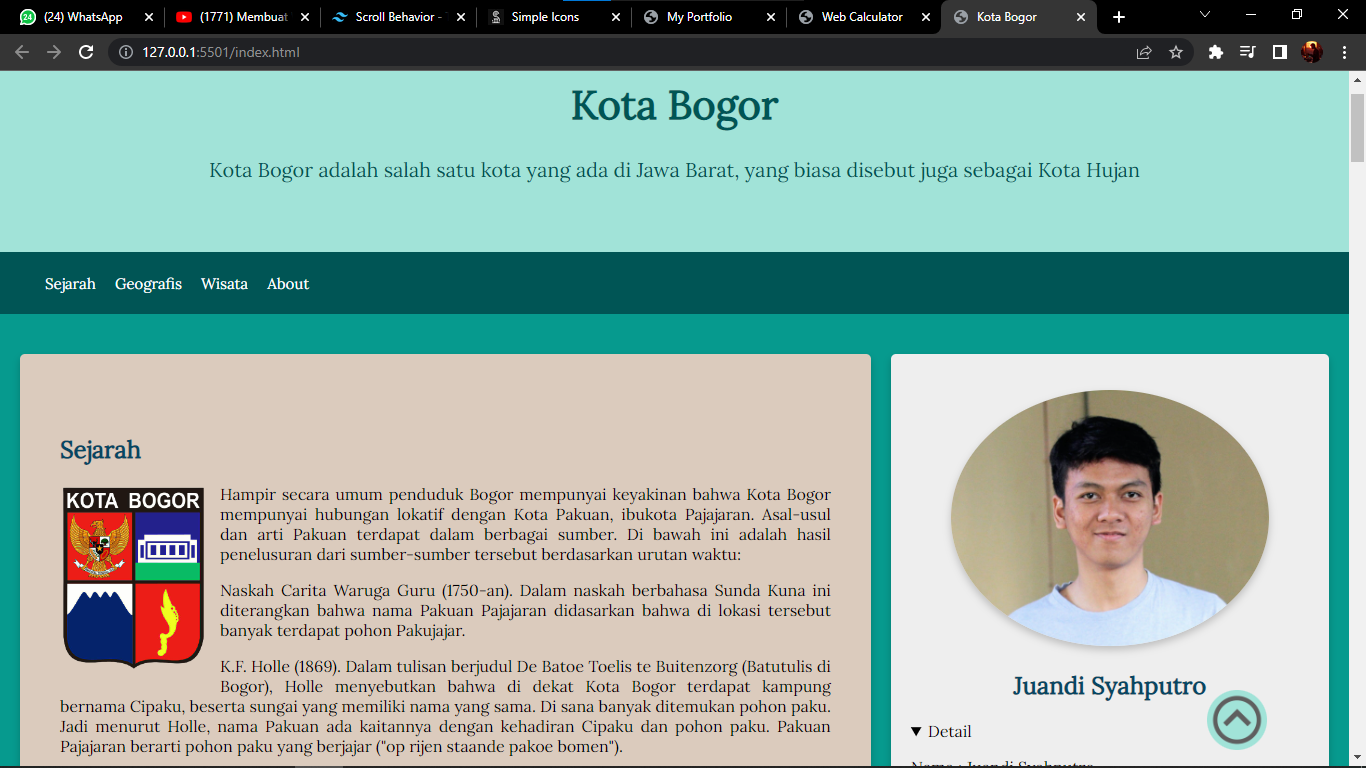 (24) WhatsApp
(1771) Membuat
Scroll Behavior -
Simple Icons
My Portfolio
Web Calculator
Kota Bogor
127.0.0.1:5501/index.html
Kota Bogor
Kota Bogor adalah salah satu kota yang ada di Jawa Barat, yang biasa disebut juga sebagai Kota Hujan
Sejarah Geografis Wisata About
Sejarah
KOTA BOGOR
Hampir secara umum penduduk Bogor mempunyai keyakinan bahwa Kota Bogor
mempunyai hubungan lokatif dengan Kota Pakuan, ibukota Pajajaran. Asal-usul
dan arti Pakuan terdapat dalam berbagai sumber. Di bawah ini adalah hasil
penelusuran dari sumber-sumber tersebut berdasarkan urutan waktu:
Naskah Carita Waruga Guru (1750-an). Dalam naskah berbahasa Sunda Kuna ini
diterangkan bahwa nama Pakuan Pajajaran didasarkan bahwa di lokasi tersebut
banyak terdapat pohon Pakujajar.
K.F. Holle (1869). Dalam tulisan berjudul De Batoe Toelis te Buitenzorg (Batutulis di
Bogor), Holle menyebutkan bahwa di dekat Kota Bogor terdapat kampung
bernama Cipaku, beserta sungai yang memiliki nama yang sama. Di sana banyak ditemukan pohon paku.
Jadi menurut Holle, nama Pakuan ada kaitannya dengan kehadiran Cipaku dan pohon paku. Pakuan
Pajajaran berarti pohon paku yang berjajar ("op rijen staande pakoe bomen").
Juandi Syahputro
Detail
Nama : Juandi Syahputro